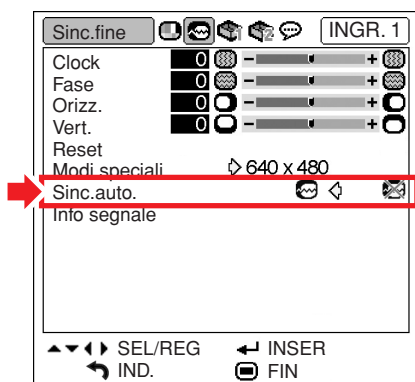 Sinc.fine INGR. 1
Clock 0 - +
Fase 0 - +
Orizz. 0 - +
Vert. 0 - +
Reset
Modi speciali 640 x 480
Sinc.auto.
Info segnale
SEL/REG INSER
IND. FIN